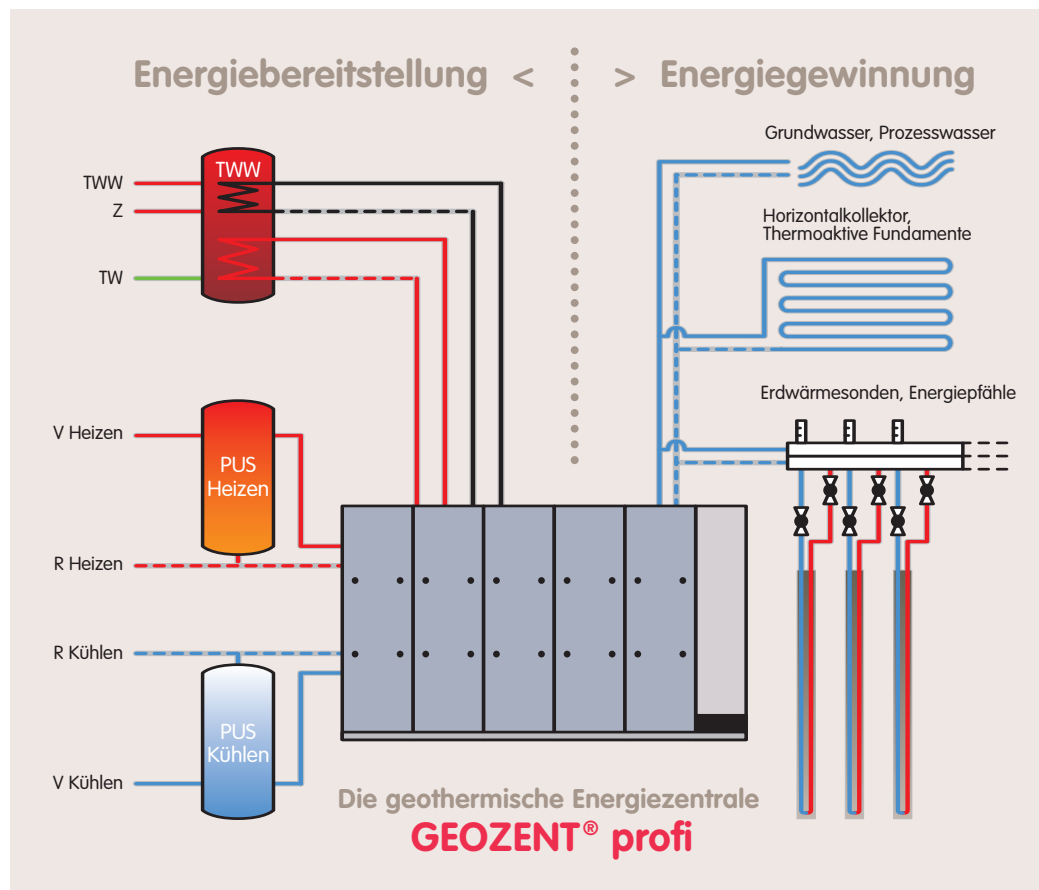 Energiebereitstellung <
> Energiegewinnung
TWW
TWW
Z
TW
V Heizen
PUS
Heizen
R Heizen
R Kühlen
PUS
Kühlen
V Kühlen
Grundwasser, Prozesswasser
Horizontalkollektor,
Thermoaktive Fundamente
Erdwärmesonden, Energiepfähle
Die geothermische Energiezentrale
GEOZENT® profi